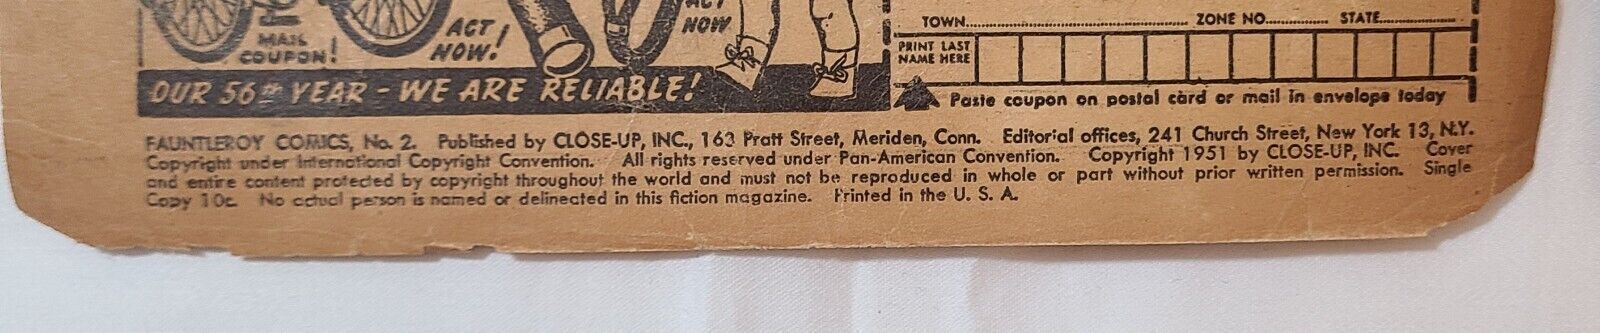 MAIL
COUPON!
ACT
NOW!
ACT
NOW
TOWN............ ZONE NO............ STATE............
PRINT LAST
NAME HERE
OUR 56th YEAR - WE ARE RELIABLE!
Paste coupon on postal card or mail in envelope today
FAUNTLEROY COMICS, No. 2. Published by CLOSE-UP, INC., 163 Pratt Street, Meriden, Conn. Editorial offices, 241 Church Street, New York 13, N.Y.
Copyright under International Copyright Convention. All rights reserved under Pan-American Convention. Copyright 1951 by CLOSE-UP, INC. Cover
and entire content protected by copyright throughout the world and must not be reproduced in whole or part without prior written permission. Single
Copy 10c. No actual person is named or delineated in this fiction magazine. Printed in the U. S. A.